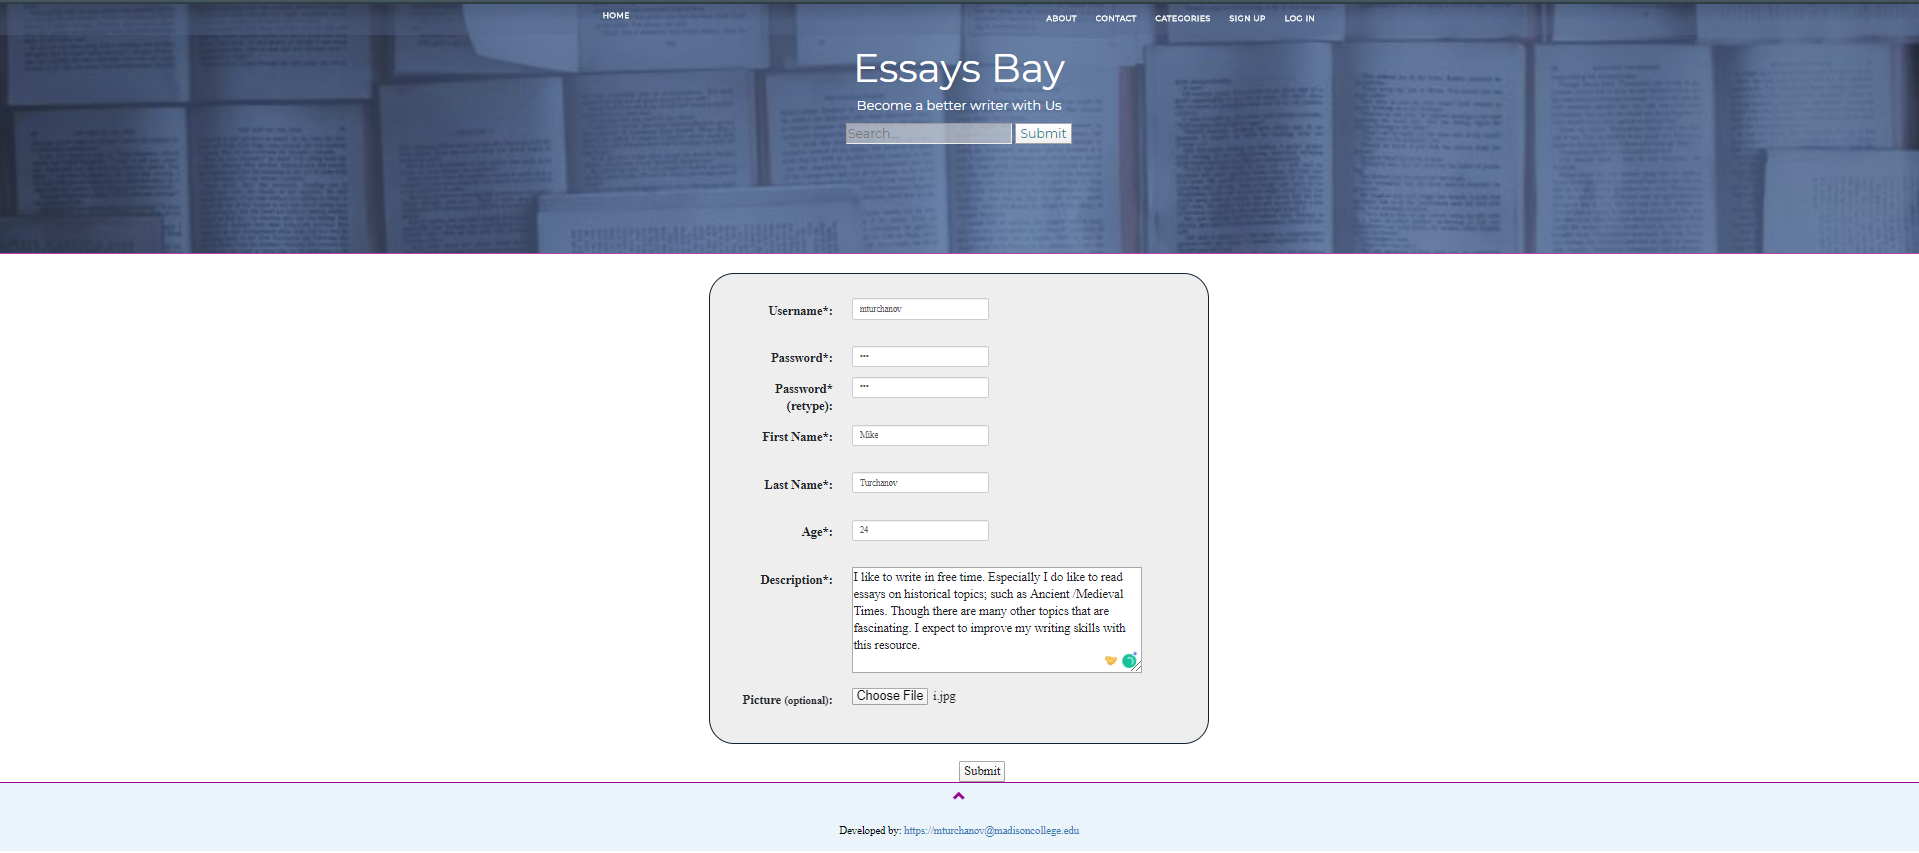 HOME
ABOUT CONTACT CATEGORIES SIGN UP LOG IN
Essays Bay
Become a better writer with Us
Search... Submit
Username*: mturchanov
Password*: •••
Password* •••
(retype):
First Name*: Mike
Last Name*: Turchanov
Age*: 24
Description*: I like to write in free time. Especially I do like to read
essays on historical topics; such as Ancient /Medieval
Times. Though there are many other topics that are
fascinating. I expect to improve my writing skills with
this resource.
Picture (optional): Choose File i.jpg
Submit
Developed by: https://mturchanov@madisoncollege.edu